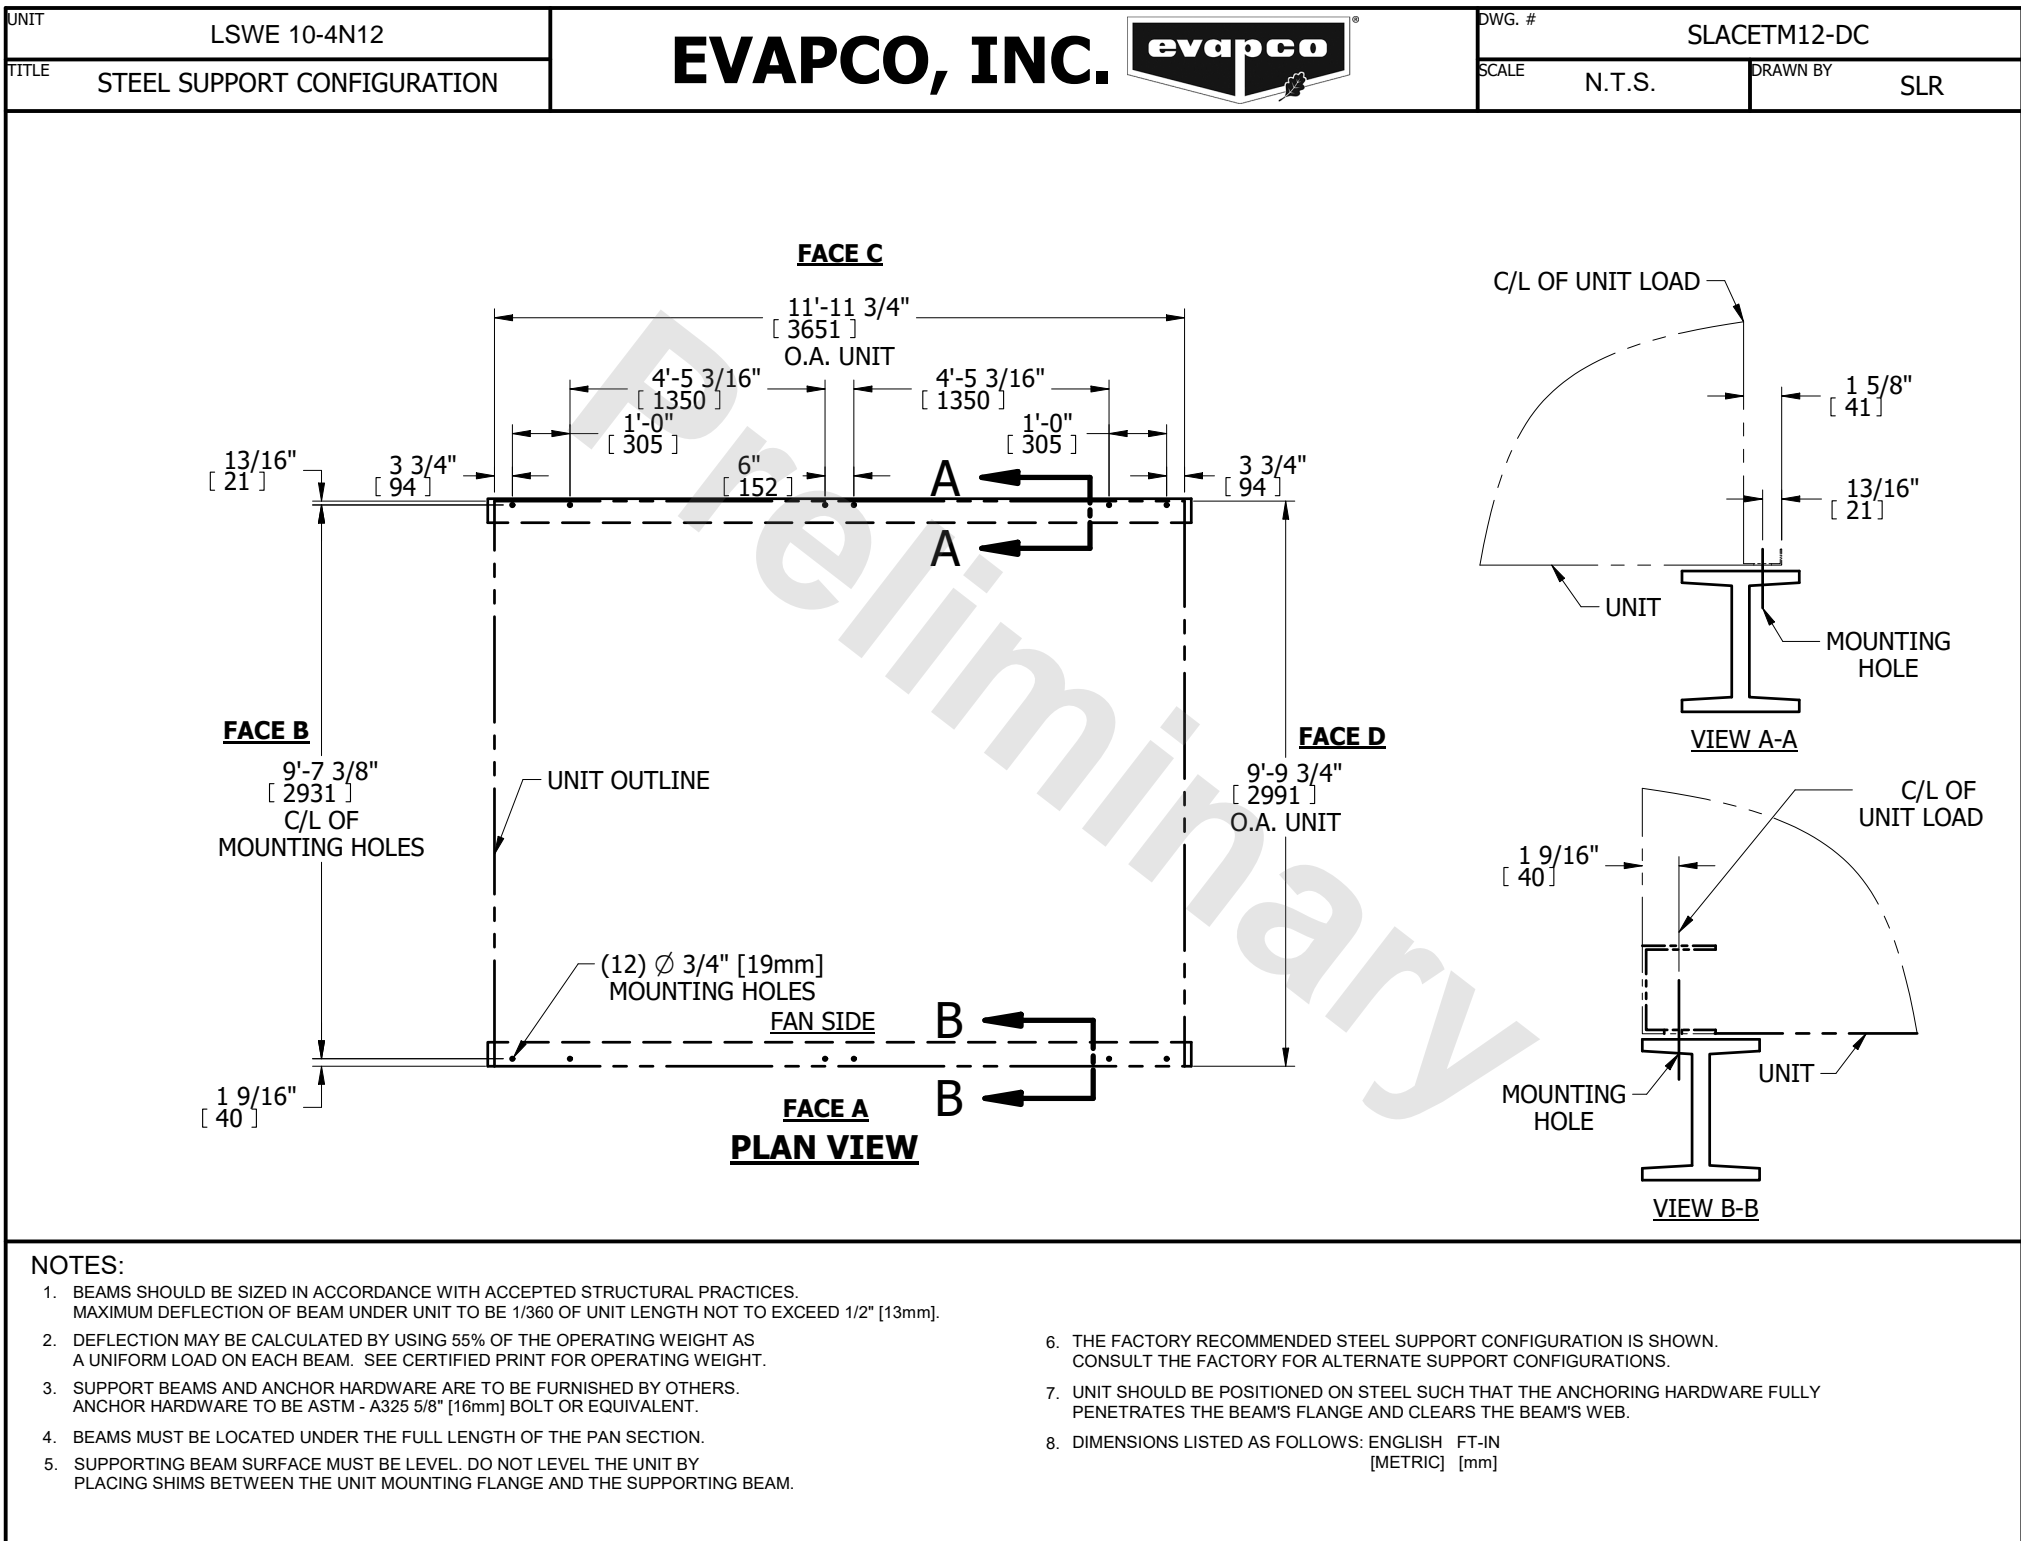 UNIT
LSWE 10-4N12
TITLE
STEEL SUPPORT CONFIGURATION
EVAPCO, INC.
evapco
®
DWG. #
SLACETM12-DC
SCALE
N.T.S.
DRAWN BY
SLR
FACE C
11'-11 3/4"
[ 3651 ]
O.A. UNIT
4'-5 3/16"
[ 1350 ]
4'-5 3/16"
[ 1350 ]
1'-0"
[ 305 ]
1'-0"
[ 305 ]
13/16"
[ 21 ]
3 3/4"
[ 94 ]
6"
[ 152 ]
3 3/4"
[ 94 ]
A
A
FACE B
9'-7 3/8"
[ 2931 ]
C/L OF
MOUNTING HOLES
UNIT OUTLINE
FACE D
9'-9 3/4"
[ 2991 ]
O.A. UNIT
(12) Ø 3/4" [19mm]
MOUNTING HOLES
FAN SIDE
B
B
1 9/16"
[ 40 ]
FACE A
PLAN VIEW
Preliminary
C/L OF UNIT LOAD
1 5/8"
[ 41 ]
13/16"
[ 21 ]
UNIT
MOUNTING
HOLE
VIEW A-A
C/L OF
UNIT LOAD
1 9/16"
[ 40 ]
UNIT
MOUNTING
HOLE
VIEW B-B
NOTES:
1. BEAMS SHOULD BE SIZED IN ACCORDANCE WITH ACCEPTED STRUCTURAL PRACTICES.
MAXIMUM DEFLECTION OF BEAM UNDER UNIT TO BE 1/360 OF UNIT LENGTH NOT TO EXCEED 1/2" [13mm].
2. DEFLECTION MAY BE CALCULATED BY USING 55% OF THE OPERATING WEIGHT AS
A UNIFORM LOAD ON EACH BEAM. SEE CERTIFIED PRINT FOR OPERATING WEIGHT.
3. SUPPORT BEAMS AND ANCHOR HARDWARE ARE TO BE FURNISHED BY OTHERS.
ANCHOR HARDWARE TO BE ASTM - A325 5/8" [16mm] BOLT OR EQUIVALENT.
4. BEAMS MUST BE LOCATED UNDER THE FULL LENGTH OF THE PAN SECTION.
5. SUPPORTING BEAM SURFACE MUST BE LEVEL. DO NOT LEVEL THE UNIT BY
PLACING SHIMS BETWEEN THE UNIT MOUNTING FLANGE AND THE SUPPORTING BEAM.
6. THE FACTORY RECOMMENDED STEEL SUPPORT CONFIGURATION IS SHOWN.
CONSULT THE FACTORY FOR ALTERNATE SUPPORT CONFIGURATIONS.
7. UNIT SHOULD BE POSITIONED ON STEEL SUCH THAT THE ANCHORING HARDWARE FULLY
PENETRATES THE BEAM'S FLANGE AND CLEARS THE BEAM'S WEB.
8. DIMENSIONS LISTED AS FOLLOWS: ENGLISH FT-IN
[METRIC] [mm]